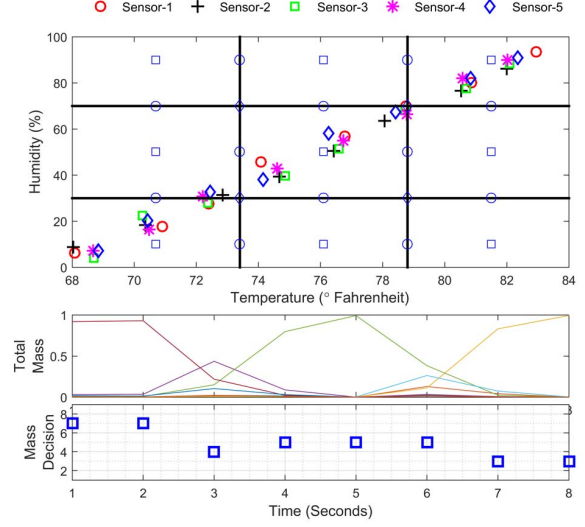 Sensor-1 Sensor-2 Sensor-3 Sensor-4 Sensor-5
100
80
60
40
20
0
Humidity (%)
68 70 72 74 76 78 80 82 84
Temperature (° Fahrenheit)
1
0.5
0
Total
Mass
8
6
4
2
Mass
Decision
1 2 3 4 5 6 7 8
Time (Seconds)